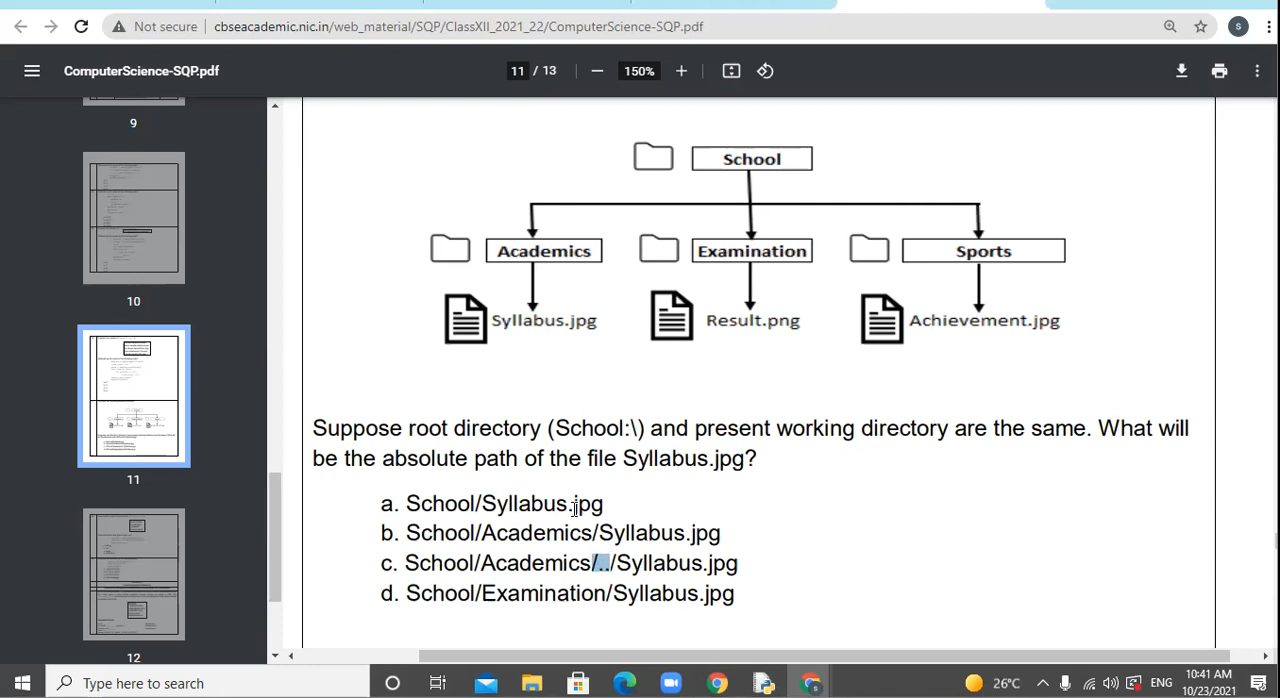 Not secure
cbseacademic.nic.in/web_material/SQP/ClassXII_2021_22/ComputerScience-SQP.pdf
S
ComputerScience-SQP.pdf
11 / 13
150%
9
10
11
12
School
Academics
Examination
Sports
Syllabus.jpg
Result.png
Achievement.jpg
Suppose root directory (School:\) and present working directory are the same. What will
be the absolute path of the file Syllabus.jpg?
a. School/Syllabus.jpg
b. School/Academics/Syllabus.jpg
c. School/Academics/../Syllabus.jpg
d. School/Examination/Syllabus.jpg
Type here to search
26°C
ENG
10:41 AM
10/23/2021